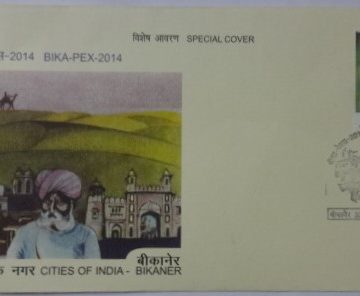 विशेष आवरण SPECIAL COVER
-2014 BIKA-PEX-2014
बीकानेर
नगर CITIES OF INDIA - BIKANER